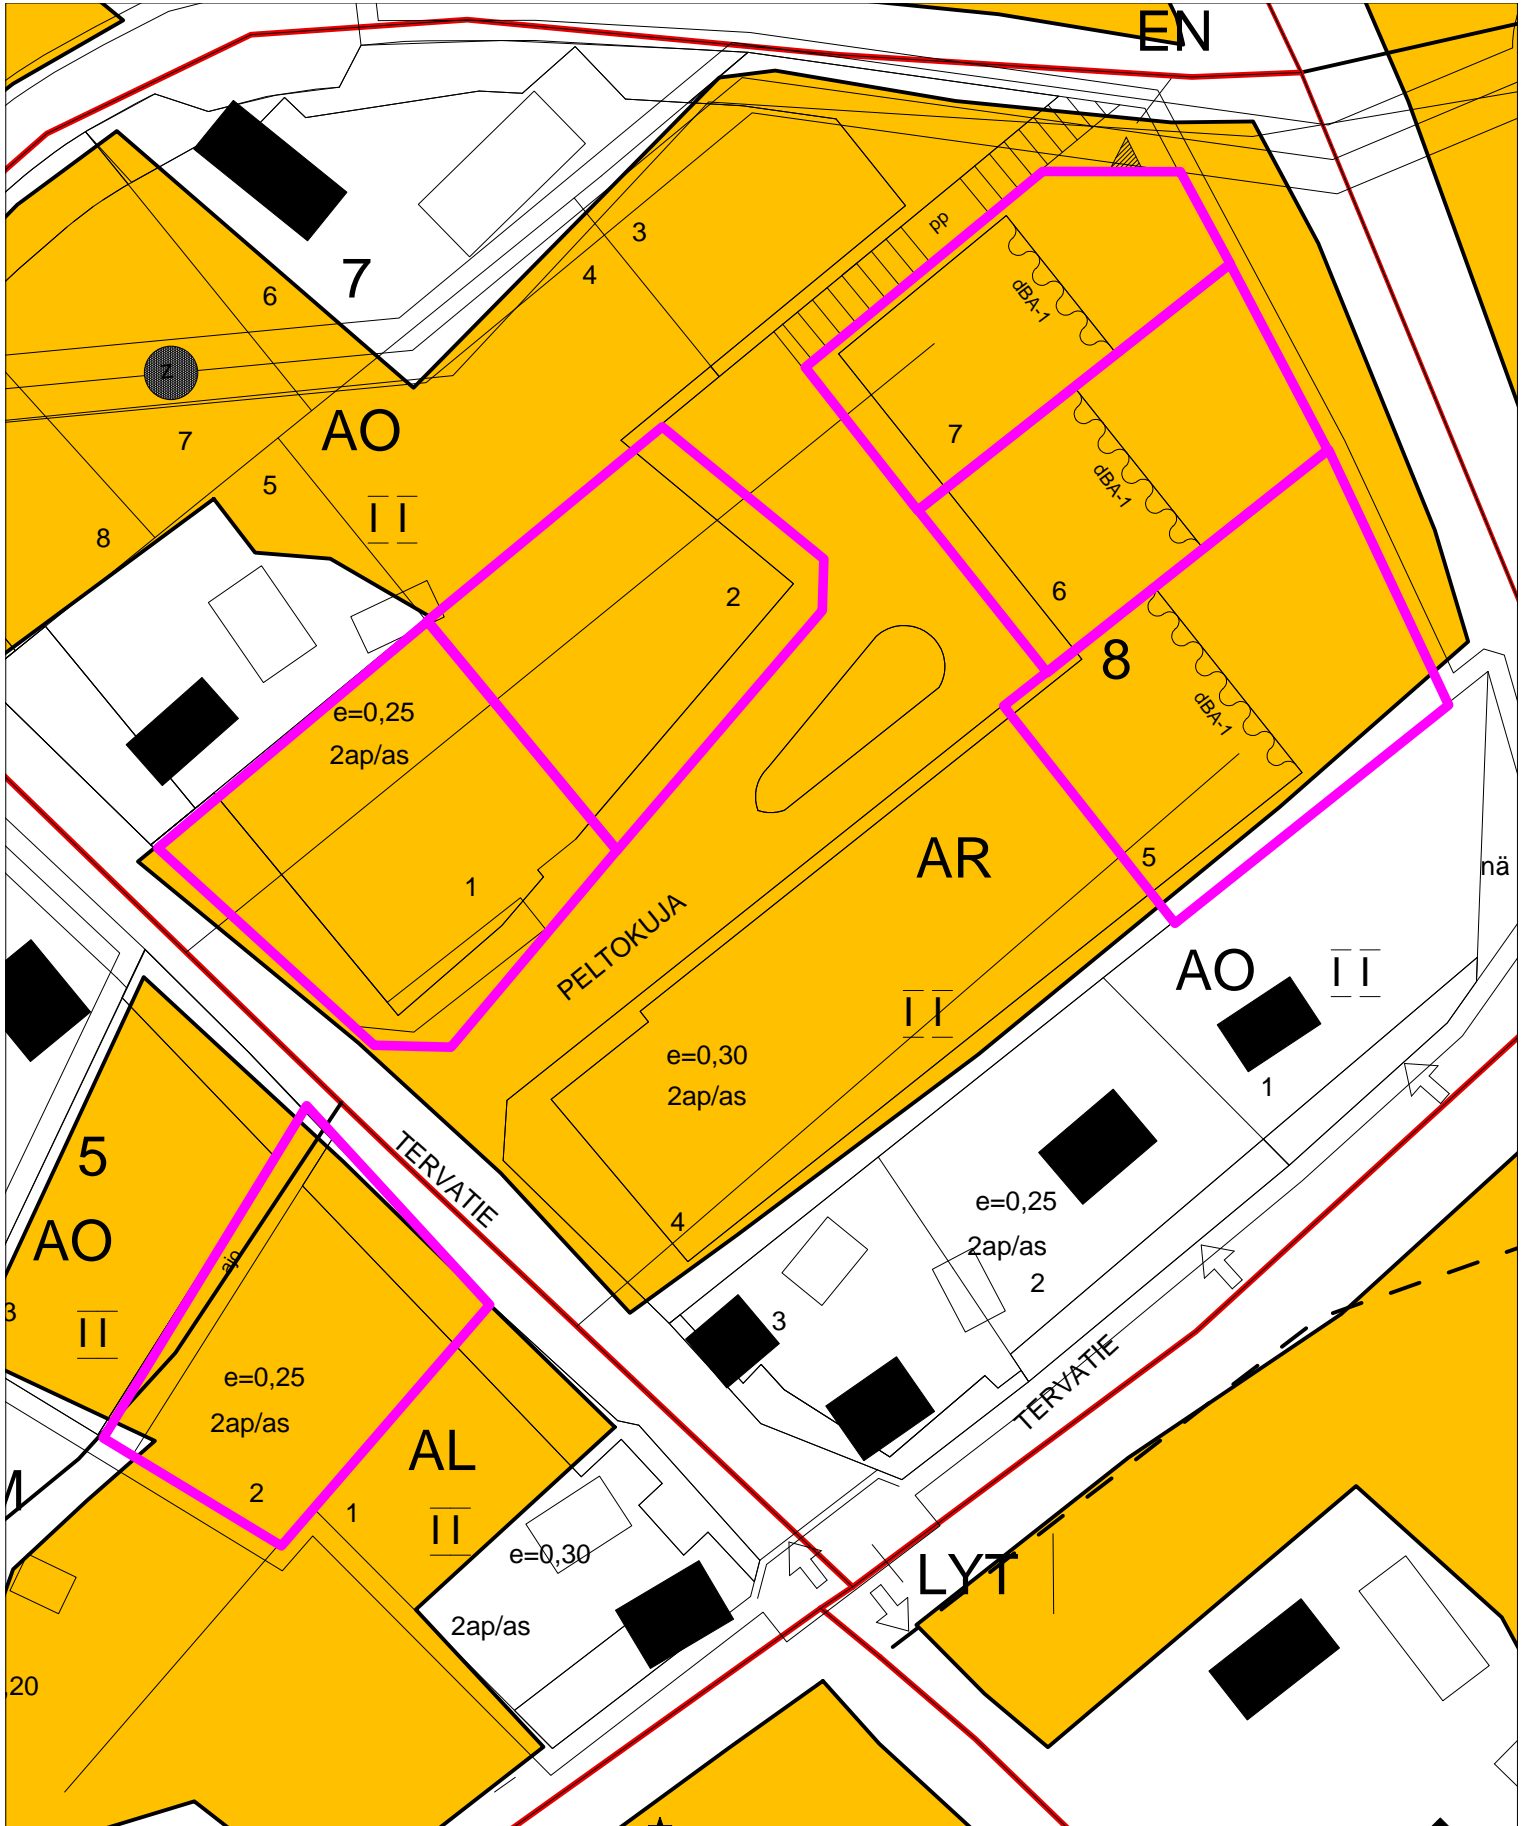 EN
pp
3
4
7
6
dBA-1
Z
AO
7
7
5
dBA-1
I I
8
6
2
8
e=0,25
dBA-1
2ap/as
AR
5
nä
1
PELTOKUJA
AO
I I
I I
e=0,30
1
2ap/as
5
TERVATIE
e=0,25
4
AO
2ap/as
ajo
2
3
3
I I
TERVATIE
e=0,25
2ap/as
AL
M
2
1
I I
e=0,30
LYT
2ap/as
,20